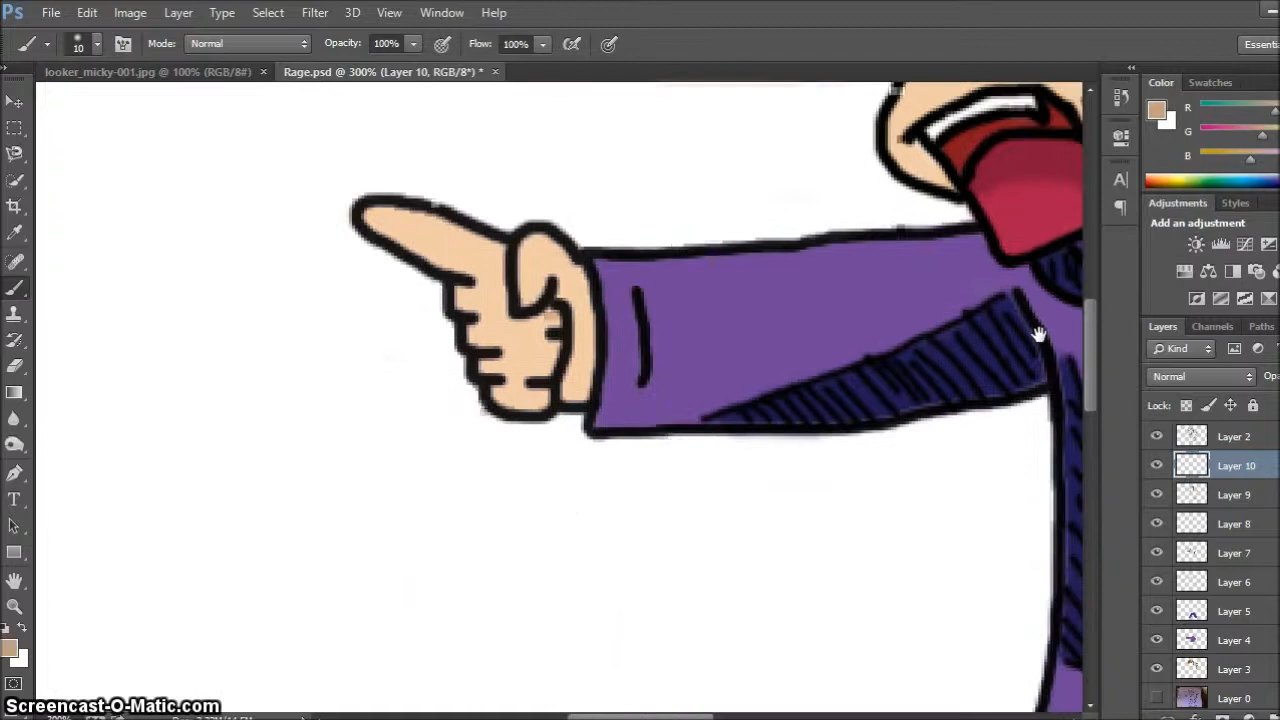 Ps File Edit Image Layer Type Select Filter 3D View Window Help
10 Mode: Normal Opacity: 100% Flow: 100% Essenti
looker_micky-001.jpg @ 100% (RGB/8#) × Rage.psd @ 300% (Layer 10, RGB/8*) * ×
Color Swatches
R
G
B
Adjustments Styles
Add an adjustment
Layers Channels Paths
Kind
Normal Opa
Lock:
Layer 2
Layer 10
Layer 9
Layer 8
Layer 7
Layer 6
Layer 5
Layer 4
Layer 3
Layer 0
Screencast-O-Matic.com